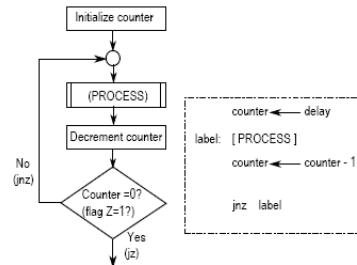 Initialize counter
(PROCESS)
Decrement counter
No
(jnz)
Counter =0?
(flag Z=1?)
Yes
(jz)
counter delay
label: [ PROCESS ]
counter counter - 1
jnz label